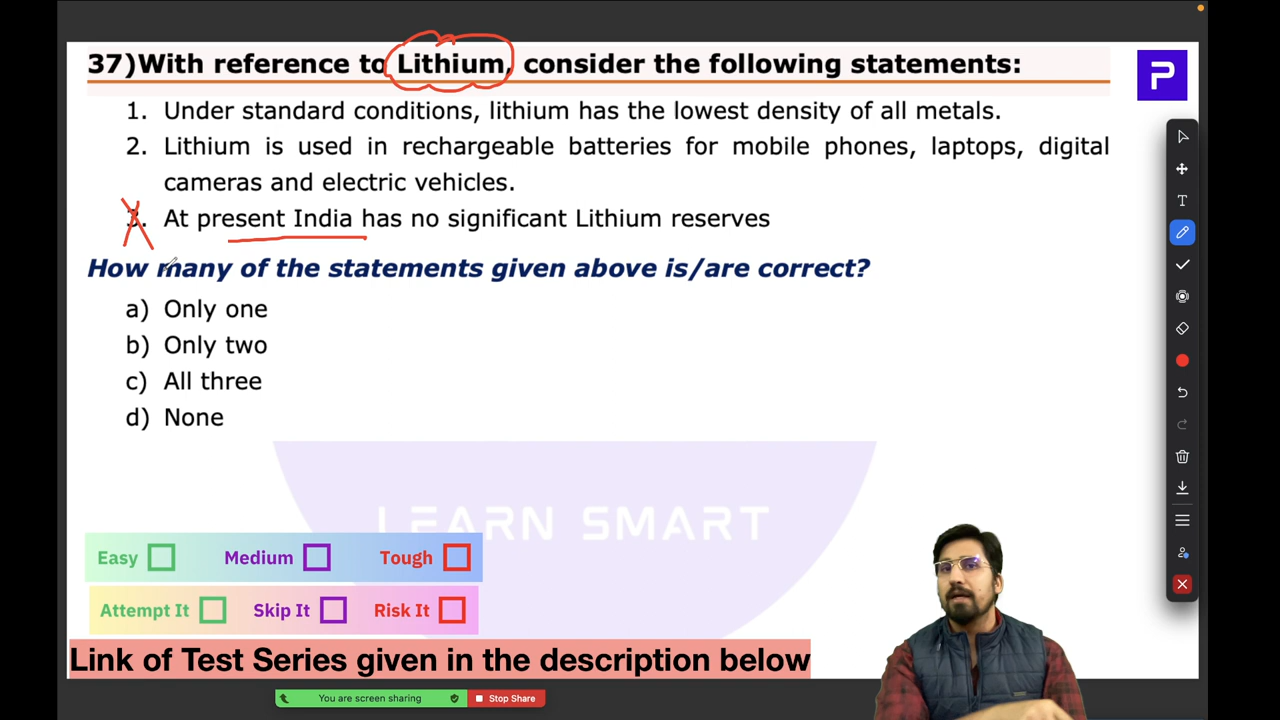 37)With reference to Lithium, consider the following statements:
1. Under standard conditions, lithium has the lowest density of all metals.
2. Lithium is used in rechargeable batteries for mobile phones, laptops, digital
cameras and electric vehicles.
3. At present India has no significant Lithium reserves
How many of the statements given above is/are correct?
a) Only one
b) Only two
c) All three
d) None
LEARN SMART
Easy Medium Tough
Attempt It Skip It Risk It
Link of Test Series given in the description below
You are screen sharing Stop Share